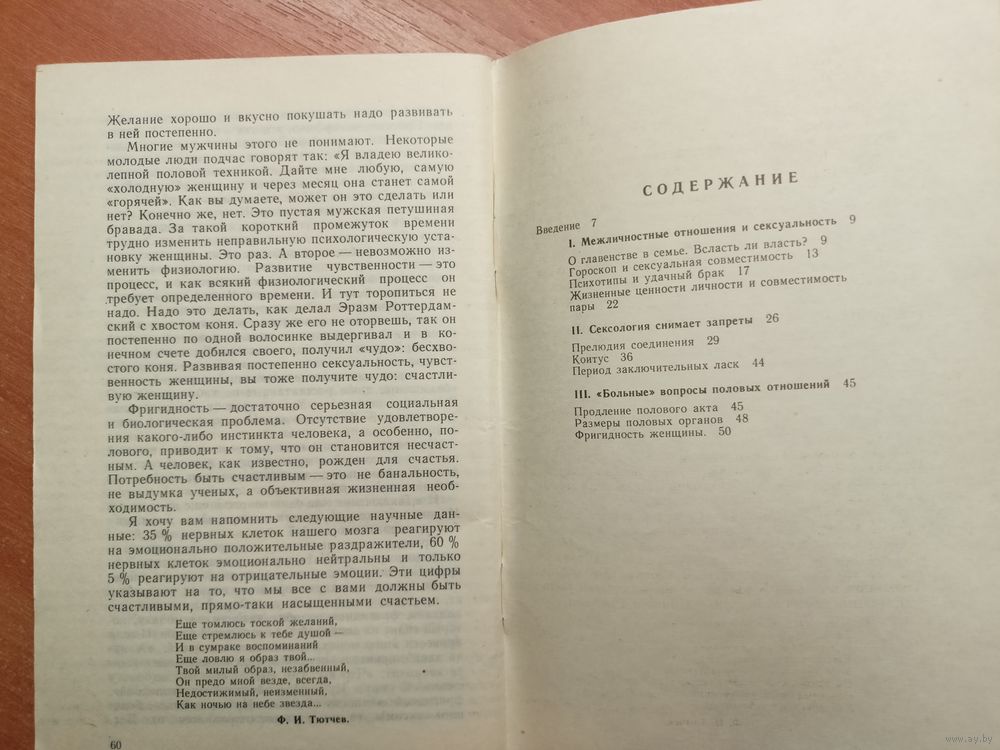 Желание хорошо и вкусно покушать надо развивать
в ней постепенно.
Многие мужчины этого не понимают. Некоторые
молодые люди подчас говорят так: «Я владею велико-
лепной половой техникой. Дайте мне любую, самую
«холодную» женщину и через месяц она станет самой
«горячей». Как вы думаете, может он это сделать или
нет? Конечно же, нет. Это пустая мужская петушиная
бравада. За такой короткий промежуток времени
трудно изменить неправильную психологическую уста-
новку женщины. Это раз. А второе — невозможно из-
менить физиологию. Развитие чувственности — это
процесс, и как всякий физиологический процесс он
требует определенного времени. И тут торопиться не
надо. Надо это делать, как делал Эразм Роттердам-
ский с хвостом коня. Сразу же его не оторвешь, так он
постепенно по одной волосинке выдергивал и в ко-
нечном счете добился своего, получил «чудо»: бесхво-
стого коня. Развивая постепенно сексуальность, чувст-
венность женщины, вы тоже получите чудо: счастли-
вую женщину.
Фригидность — достаточно серьезная социальная
и биологическая проблема. Отсутствие удовлетворе-
ния какого-либо инстинкта человека, а особенно, по-
лового, приводит к тому, что он становится несчаст-
ным. А человек, как известно, рожден для счастья.
Потребность быть счастливым — это не банальность,
не выдумка ученых, а объективная жизненная необ-
ходимость.
Я хочу вам напомнить следующие научные дан-
ные: 35 % нервных клеток нашего мозга реагируют
на эмоционально положительные раздражители, 60 %
нервных клеток эмоционально нейтральны и только
5 % реагируют на отрицательные эмоции. Эти цифры
указывают на то, что мы все с вами должны быть
счастливыми, прямо-таки насыщенными счастьем.
Еще томлюсь тоской желаний,
Еще стремлюсь к тебе душой —
И в сумраке воспоминаний
Еще ловлю я образ твой...
Твой милый образ, незабвенный,
Он предо мной везде, всегда,
Недостижимый, неизменный,
Как ночью на небе звезда...
Ф. И. Тютчев.
60
СОДЕРЖАНИЕ
Введение 7
I. Межличностные отношения и сексуальность 9
О главенстве в семье. Всласть ли власть? 9
Гороскоп и сексуальная совместимость 13
Психотипы и удачный брак 17
Жизненные ценности личности и совместимость
пары 22
II. Сексология снимает запреты 26
Прелюдия соединения 29
Коитус 36
Период заключительных ласк 44
III. «Больные» вопросы половых отношений 45
Продление полового акта 45
Размеры половых органов 48
Фригидность женщины. 50
www.ay.by